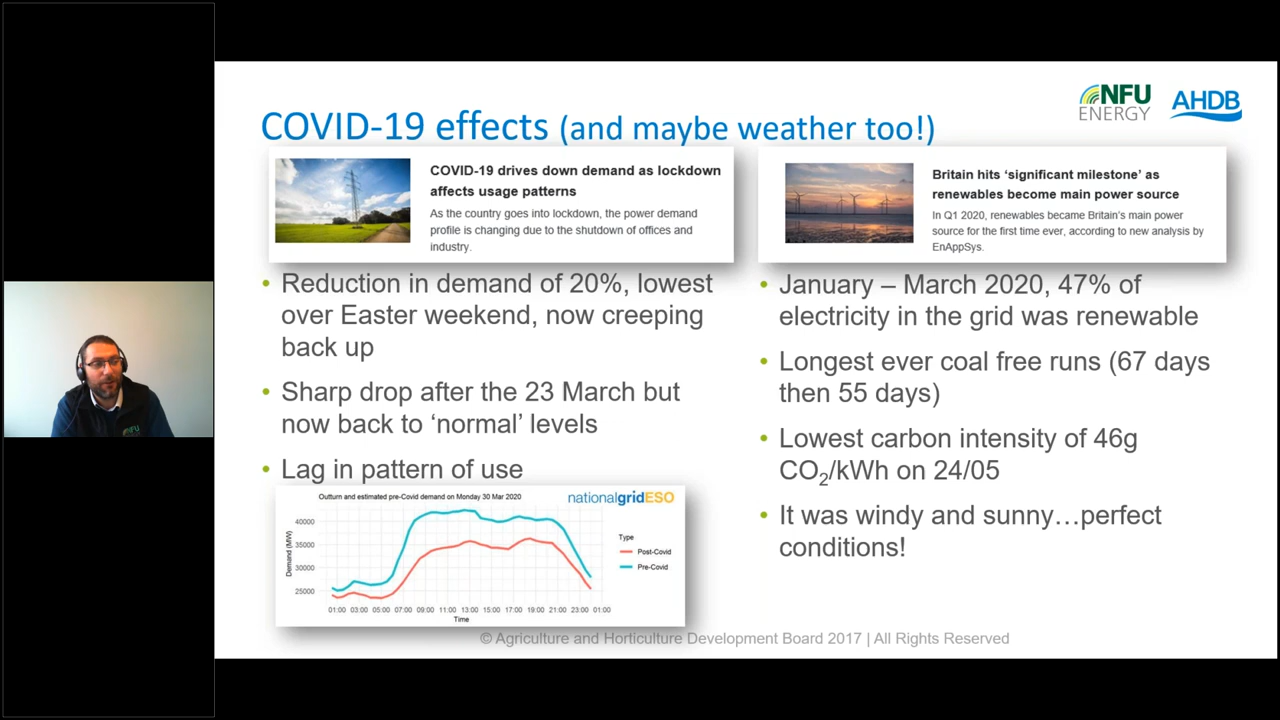 NFU
ENERGY
AHDB
COVID-19 effects (and maybe weather too!)
COVID-19 drives down demand as lockdown
affects usage patterns
As the country goes into lockdown, the power demand
profile is changing due to the shutdown of offices and
industry.
Britain hits ‘significant milestone’ as
renewables become main power source
In Q1 2020, renewables became Britain's main power
source for the first time ever, according to new analysis by
EnAppSys.
• Reduction in demand of 20%, lowest
over Easter weekend, now creeping
back up
• Sharp drop after the 23 March but
now back to ‘normal’ levels
• Lag in pattern of use
Outturn and estimated pre-Covid demand on Monday 30 Mar 2020
nationalgridESO
Demand (MW)
40000
35000
30000
25000
01:00 03:00 05:00 07:00 09:00 11:00 13:00 15:00 17:00 19:00 21:00 23:00 01:00
Time
Type
Post-Covid
Pre-Covid
• January – March 2020, 47% of
electricity in the grid was renewable
• Longest ever coal free runs (67 days
then 55 days)
• Lowest carbon intensity of 46g
CO₂/kWh on 24/05
• It was windy and sunny…perfect
conditions!
© Agriculture and Horticulture Development Board 2017 | All Rights Reserved
NFU